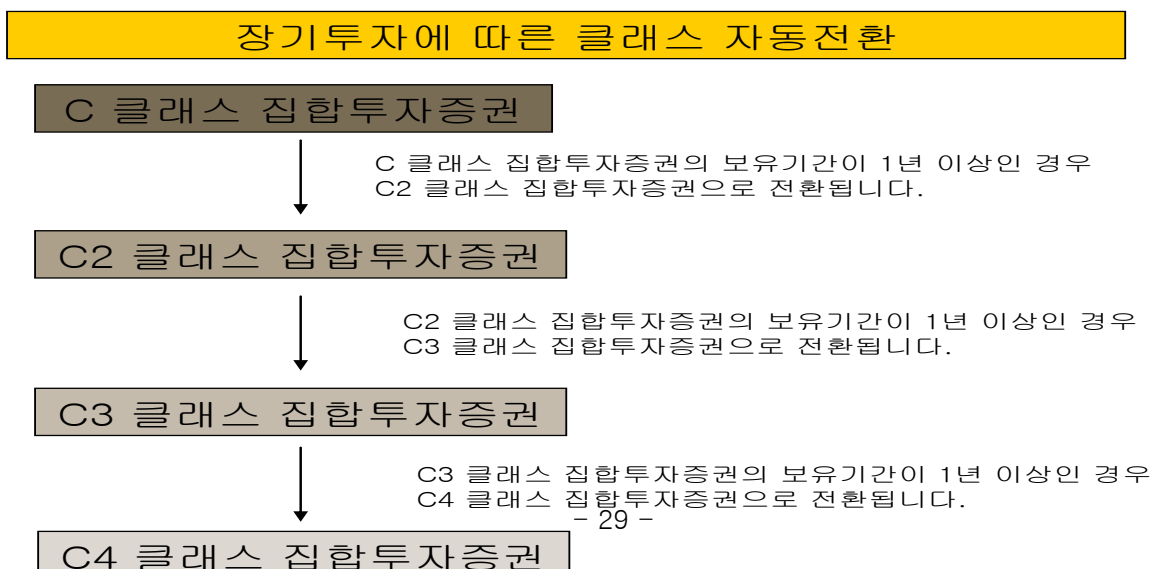 장기투자에 따른 클래스 자동전환
C 클래스 집합투자증권
C 클래스 집합투자증권의 보유기간이 1년 이상인 경우
C2 클래스 집합투자증권으로 전환됩니다.
C2 클래스 집합투자증권
C2 클래스 집합투자증권의 보유기간이 1년 이상인 경우
C3 클래스 집합투자증권으로 전환됩니다.
C3 클래스 집합투자증권
C3 클래스 집합투자증권의 보유기간이 1년 이상인 경우
C4 클래스 집합투자증권으로 전환됩니다.
- 29 -
C4 클래스 집합투자증권